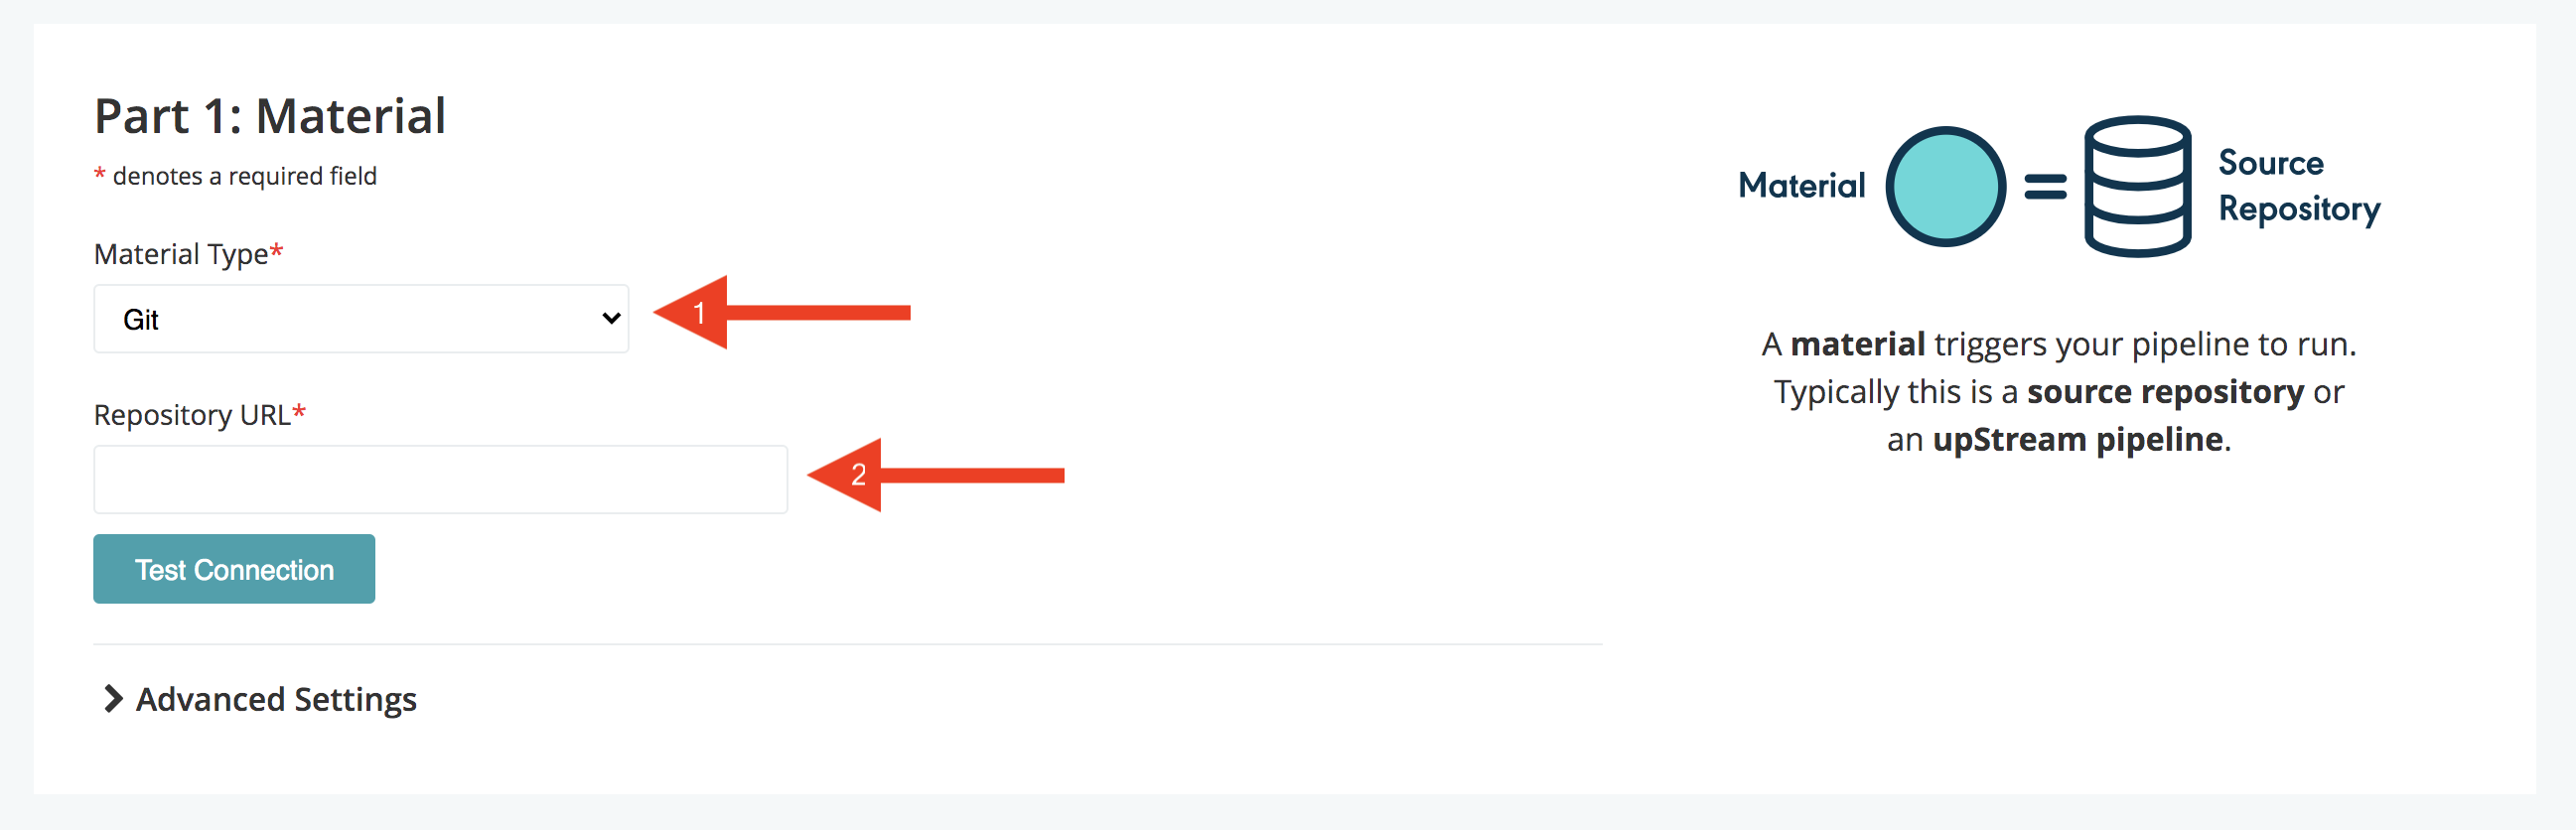 Part 1: Material
* denotes a required field
Material Type*
Git
1
Repository URL*
2
Test Connection
Advanced Settings
Material
Source
Repository
A material triggers your pipeline to run.
Typically this is a source repository or
an upStream pipeline.